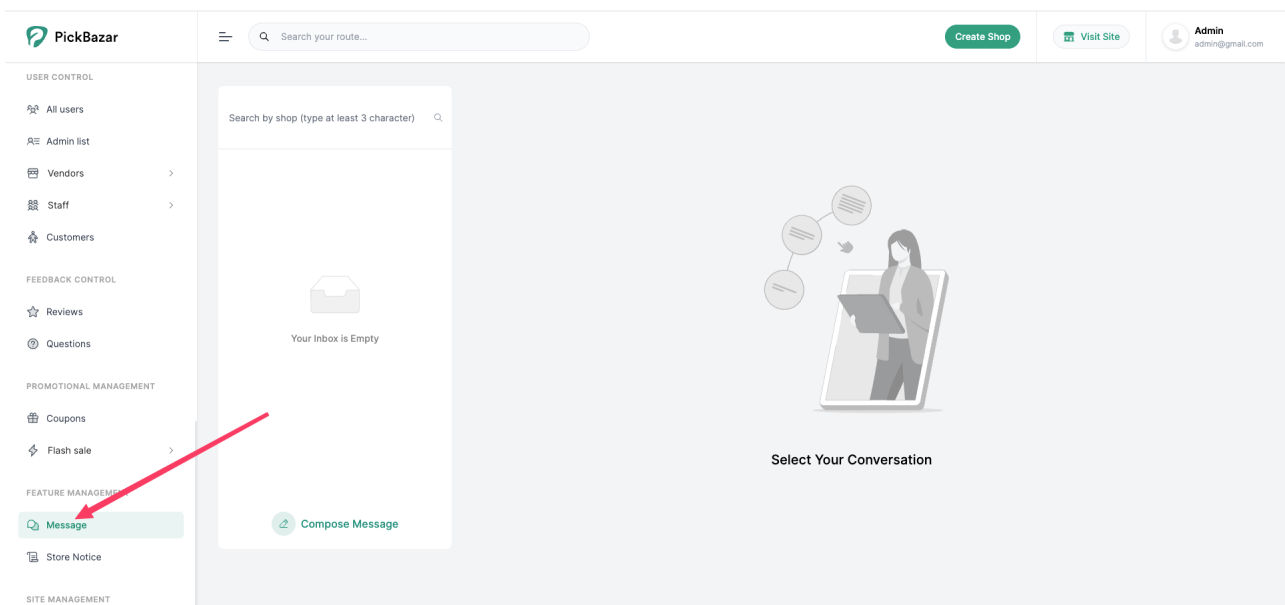 PickBazar
Search your route...
Create Shop
Visit Site
Admin
admin@gmail.com
USER CONTROL
All users
Admin list
Vendors
Staff
Customers
FEEDBACK CONTROL
Reviews
Questions
PROMOTIONAL MANAGEMENT
Coupons
Flash sale
FEATURE MANAGEMENT
Message
Store Notice
SITE MANAGEMENT
Search by shop (type at least 3 character)
Your Inbox is Empty
Compose Message
Select Your Conversation